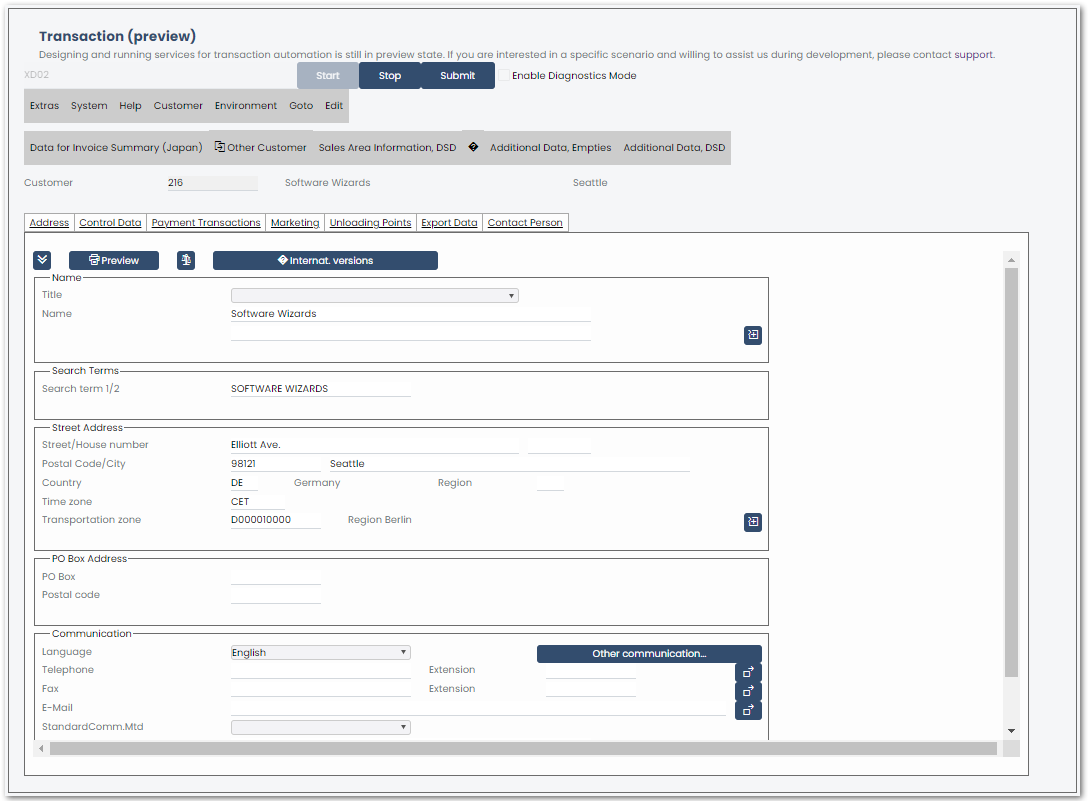 Transaction (preview)
Designing and running services for transaction automation is still in preview state. If you are interested in a specific scenario and willing to assist us during development, please contact support.
XD02
Start Stop Submit Enable Diagnostics Mode
Extras System Help Customer Environment Goto Edit
Data for Invoice Summary (Japan) Other Customer Sales Area Information, DSD � Additional Data, Empties Additional Data, DSD
Customer 216 Software Wizards Seattle
Address Control Data Payment Transactions Marketing Unloading Points Export Data Contact Person
Preview �Internat. versions
Name
Title
Name Software Wizards
Search Terms
Search term 1/2 SOFTWARE WIZARDS
Street Address
Street/House number Elliott Ave.
Postal Code/City 98121 Seattle
Country DE Germany Region
Time zone CET
Transportation zone D000010000 Region Berlin
PO Box Address
PO Box
Postal code
Communication
Language English Other communication...
Telephone Extension
Fax Extension
E-Mail
StandardComm.Mtd